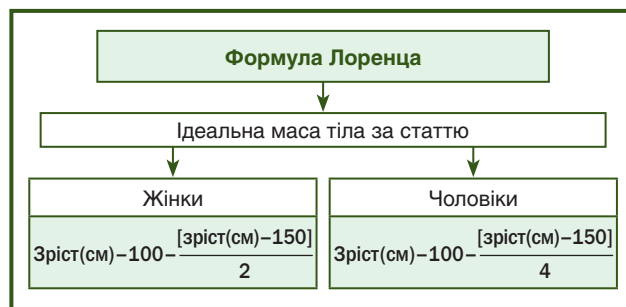 Формула Лоренца
Ідеальна маса тіла за статтю
Жінки
Чоловіки
Зріст(см)–100–[зріст(см)–150]/2
Зріст(см)–100–[зріст(см)–150]/4